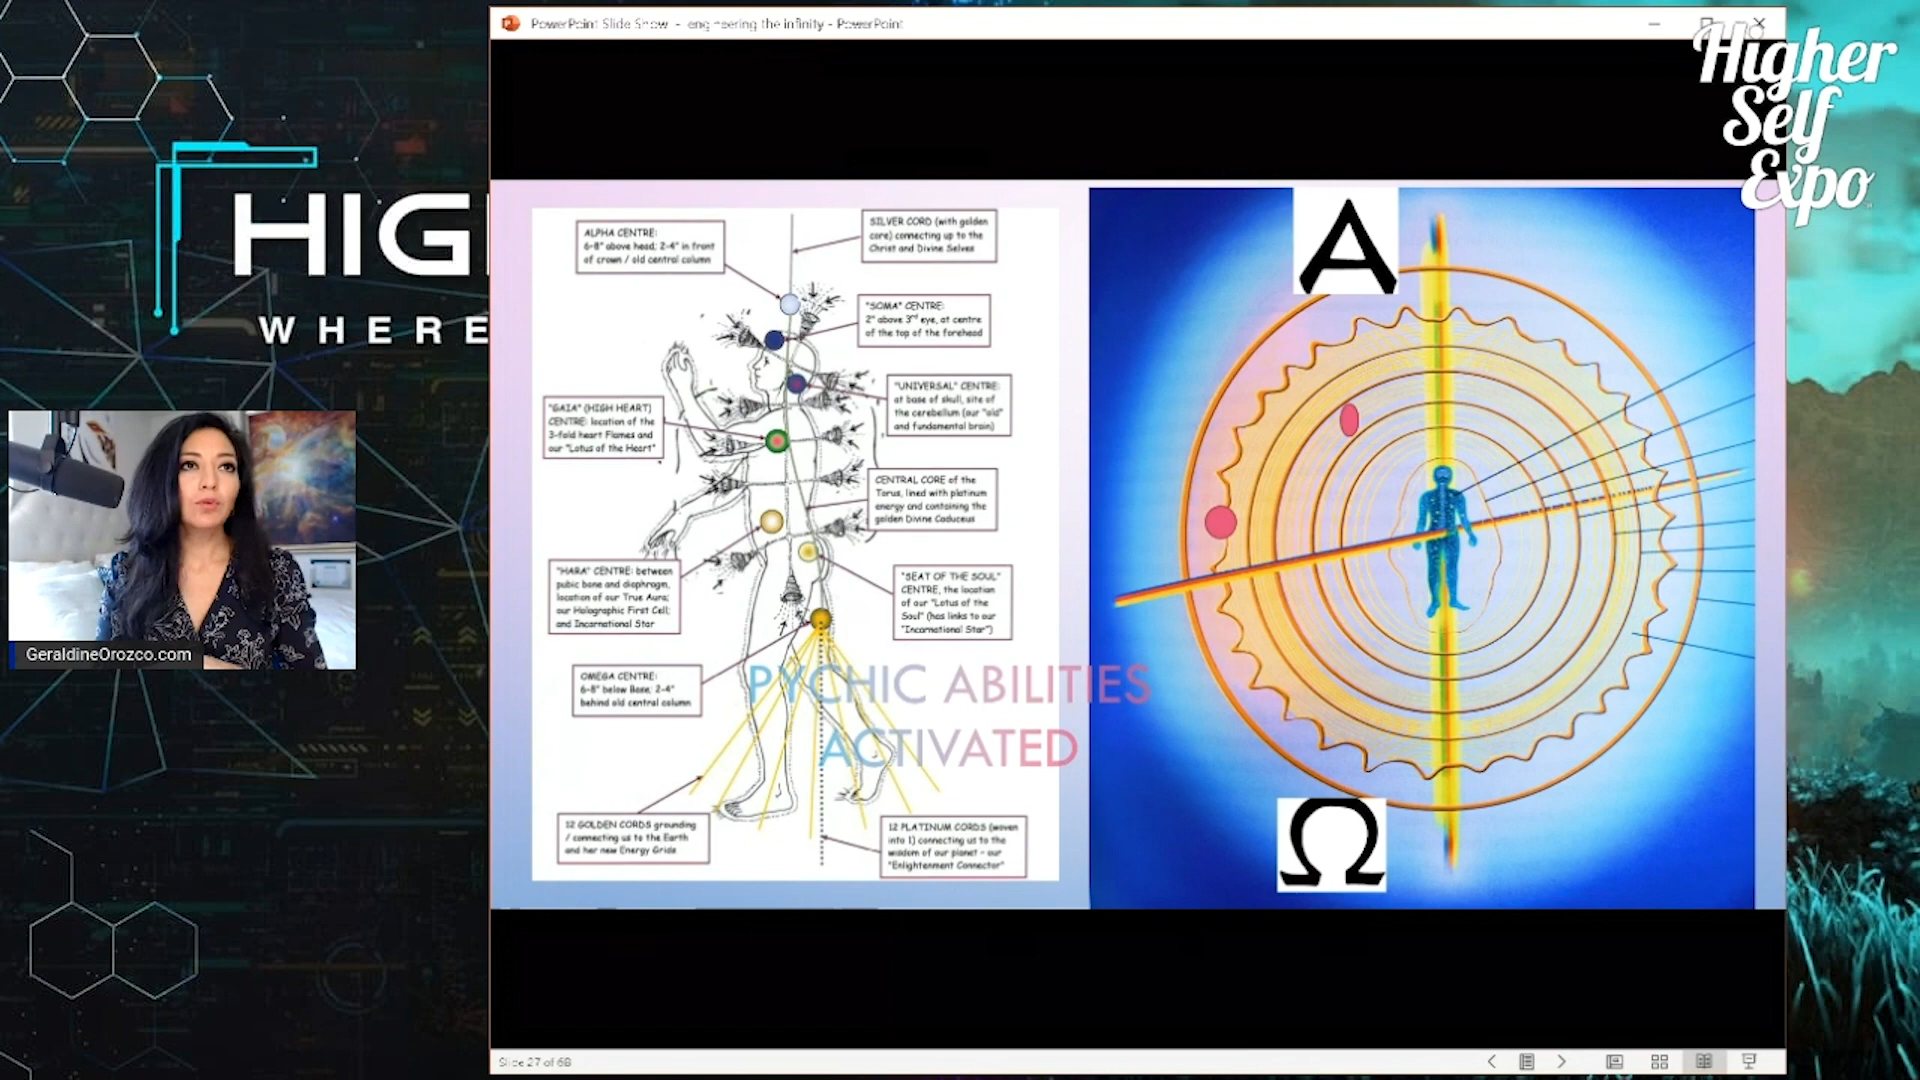 PowerPoint Slide Show - engineering the infinity - PowerPoint
Higher
Self
Expo
HIG
WHERE
GeraldineOrozco.com
ALPHA CENTRE:
6-8" above head; 2-4" in front
of crown / old central column
SILVER CORD (with golden
core) connecting up to the
Christ and Divine Selves
"SOMA" CENTRE:
2" above 3rd eye, at centre
of the top of the forehead
"UNIVERSAL" CENTRE:
at base of skull, site of
the cerebellum (our "old"
and fundamental brain)
"GAIA" (HIGH HEART)
CENTRE: location of the
3-fold heart Flames and
our "Lotus of the Heart"
CENTRAL CORE of the
Torus, lined with platinum
energy and containing the
golden Divine Caduceus
"HARA" CENTRE: between
pubic bone and diaphragm,
location of our True Aura;
our Holographic First Cell;
and Incarnational Star
"SEAT OF THE SOUL"
CENTRE, the location
of our "Lotus of the
Soul" (has links to our
"Incarnational Star")
OMEGA CENTRE:
6-8" below Base; 2-4"
behind old central column
PYCHIC ABILITIES
ACTIVATED
12 GOLDEN CORDS grounding
/ connecting us to the Earth
and her new Energy Grids
12 PLATINUM CORDS (woven
into 1) connecting us to the
wisdom of our planet – our
"Enlightenment Connector"
Α
Ω
Slide 27 of 68